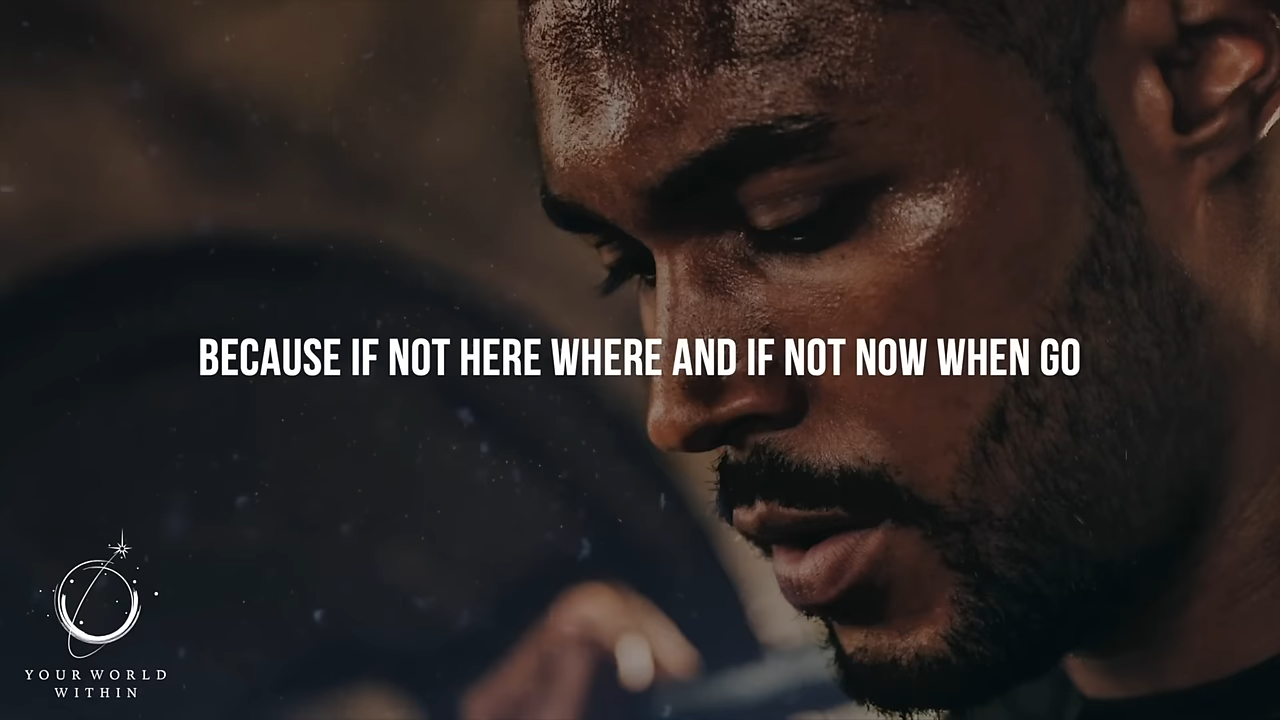 BECAUSE IF NOT HERE WHERE AND IF NOT NOW WHEN GO
YOUR WORLD
WITHIN